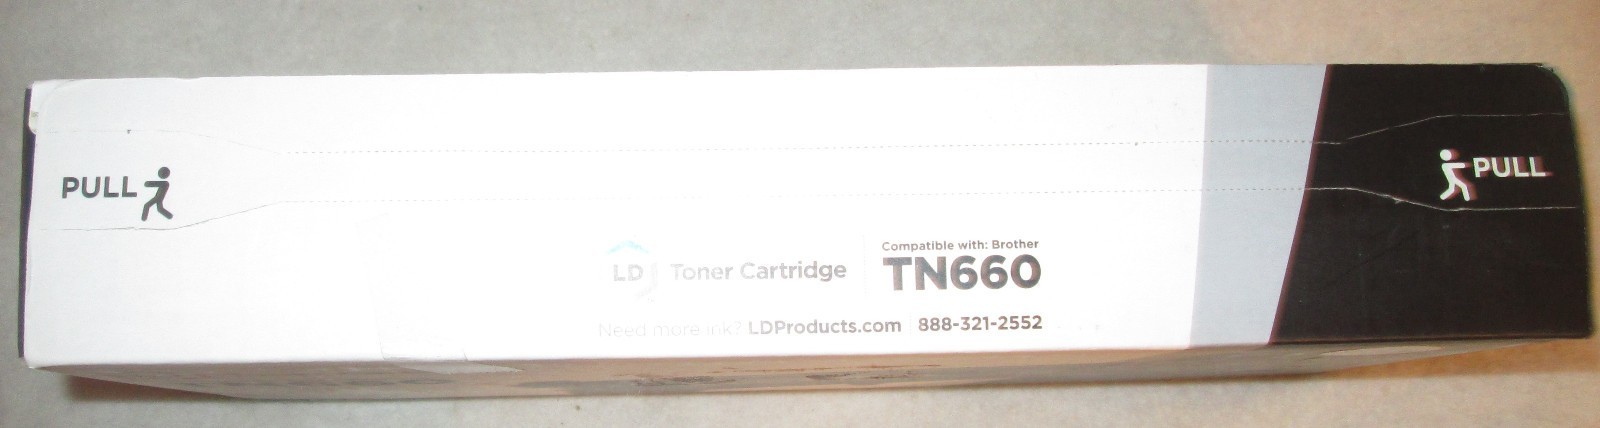 PULL
PULL
LD Toner Cartridge
Compatible with: Brother
TN660
Need more ink? LDProducts.com 888-321-2552